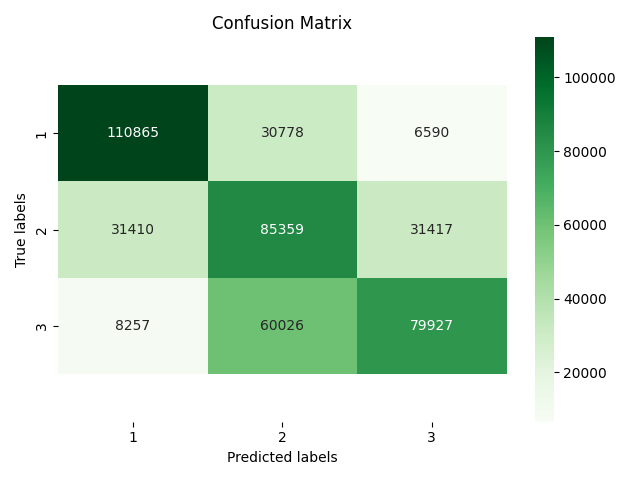 Confusion Matrix
True labels
1
110865 30778 6590
2
31410 85359 31417
3
8257 60026 79927
1 2 3
Predicted labels
100000
80000
60000
40000
20000